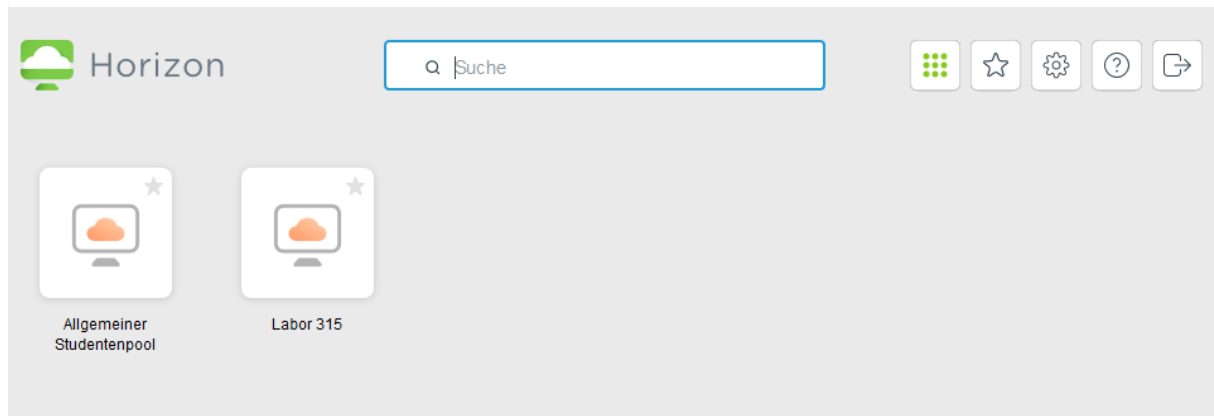 Horizon
Suche
Allgemeiner
Studentenpool
Labor 315